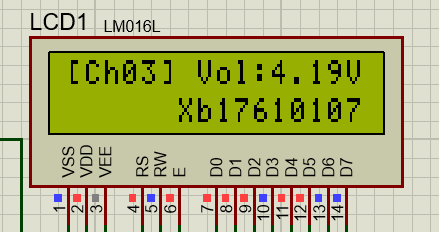 LCD1
LM016L
[Ch03] Vol:4.19V
Xb17610107
VSS
VDD
VEE
RS
RW
E
D0
D1
D2
D3
D4
D5
D6
D7
1
2
3
4
5
6
7
8
9
10
11
12
13
14